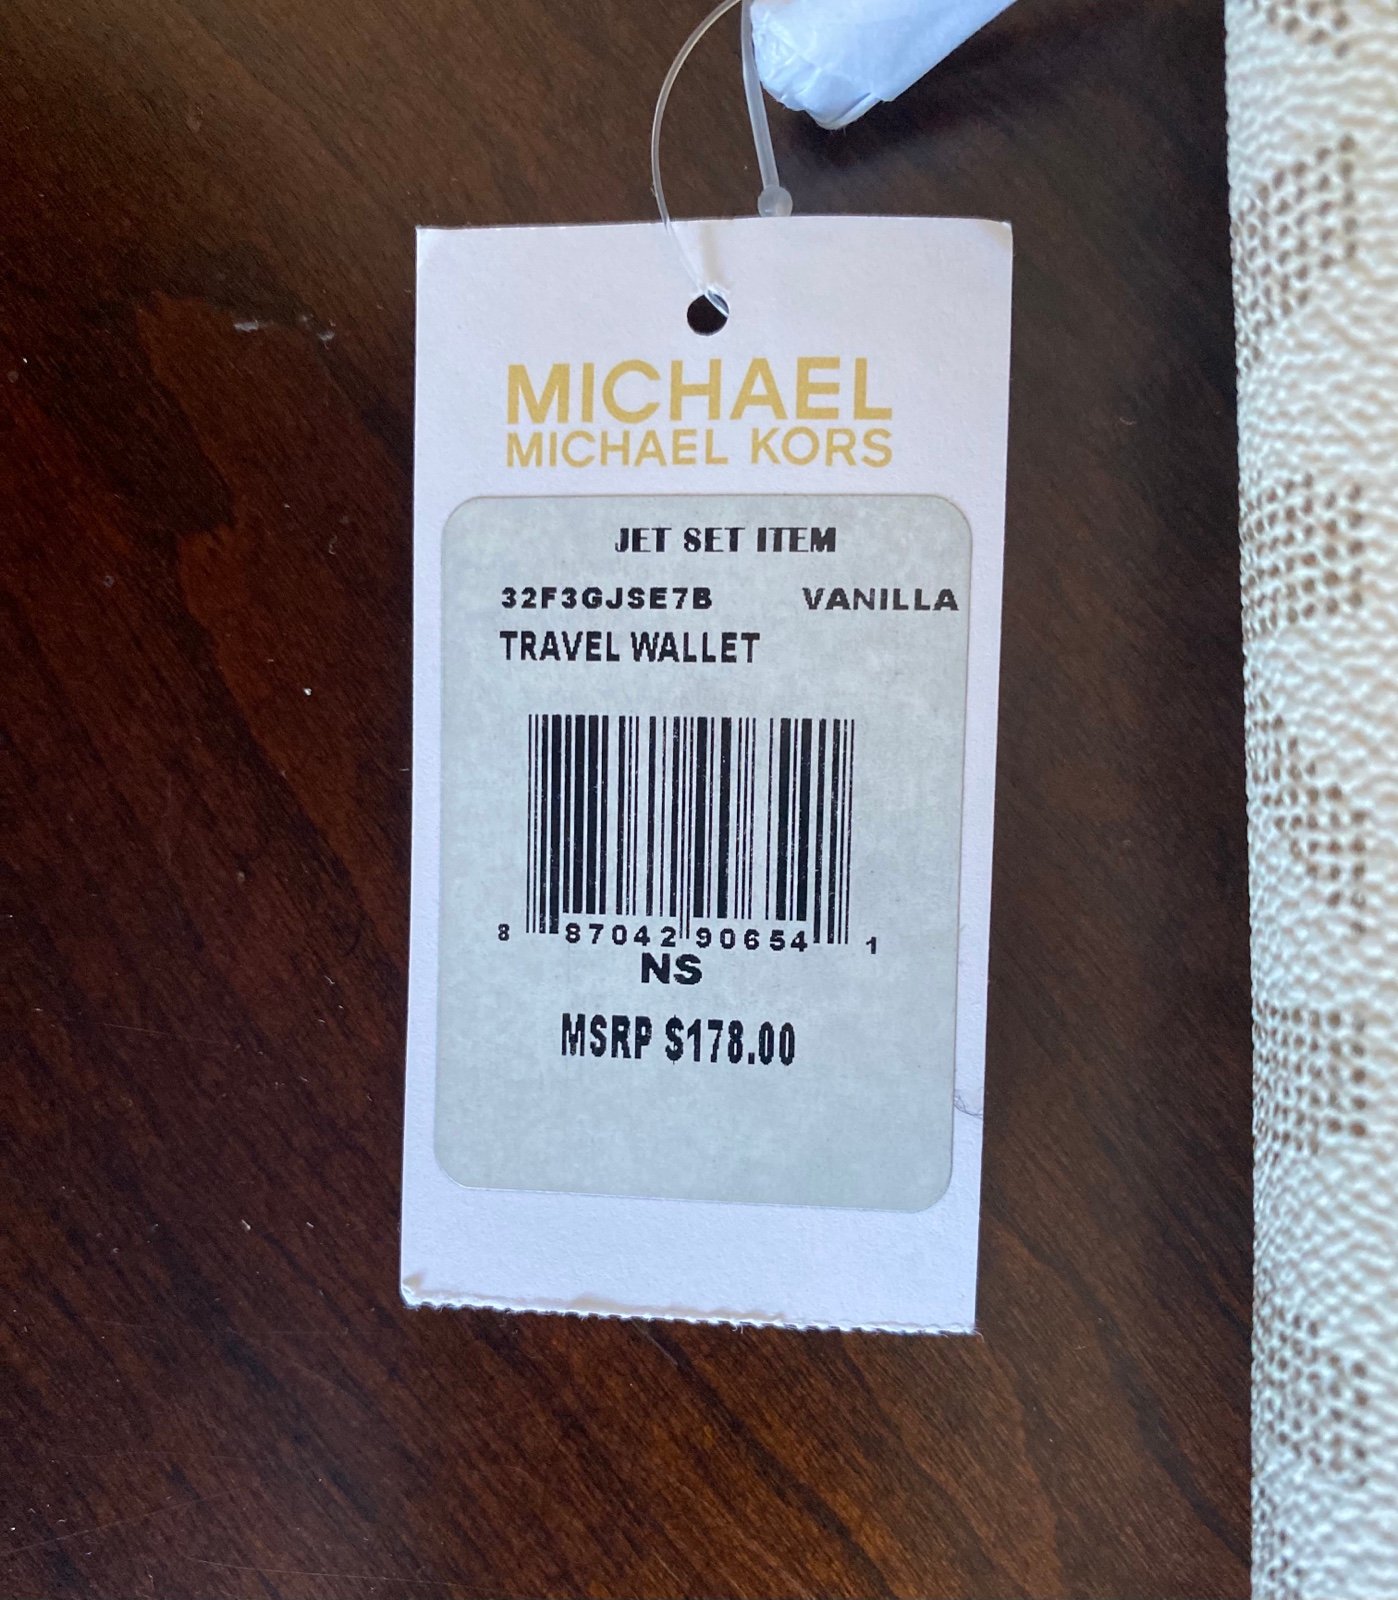 MICHAEL
MICHAEL KORS
JET SET ITEM
32F3GJSE7B VANILLA
TRAVEL WALLET
8 87042 90654 1
NS
MSRP $178.00